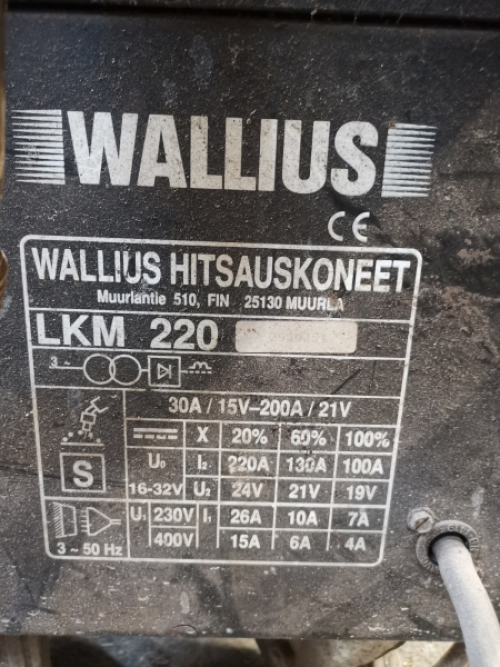 WALLIUS
CE
WALLIUS HITSAUSKONEET
Muurlantie 510, FIN 25130 MUURLA
LKM 220
3~
30A / 15V–200A / 21V
X 20% 60% 100%
U₀ I₂ 220A 130A 100A
S
16-32V U₂ 24V 21V 19V
U₁ 230V I₁ 26A 10A 7A
400V 15A 6A 4A
3 ~ 50 Hz